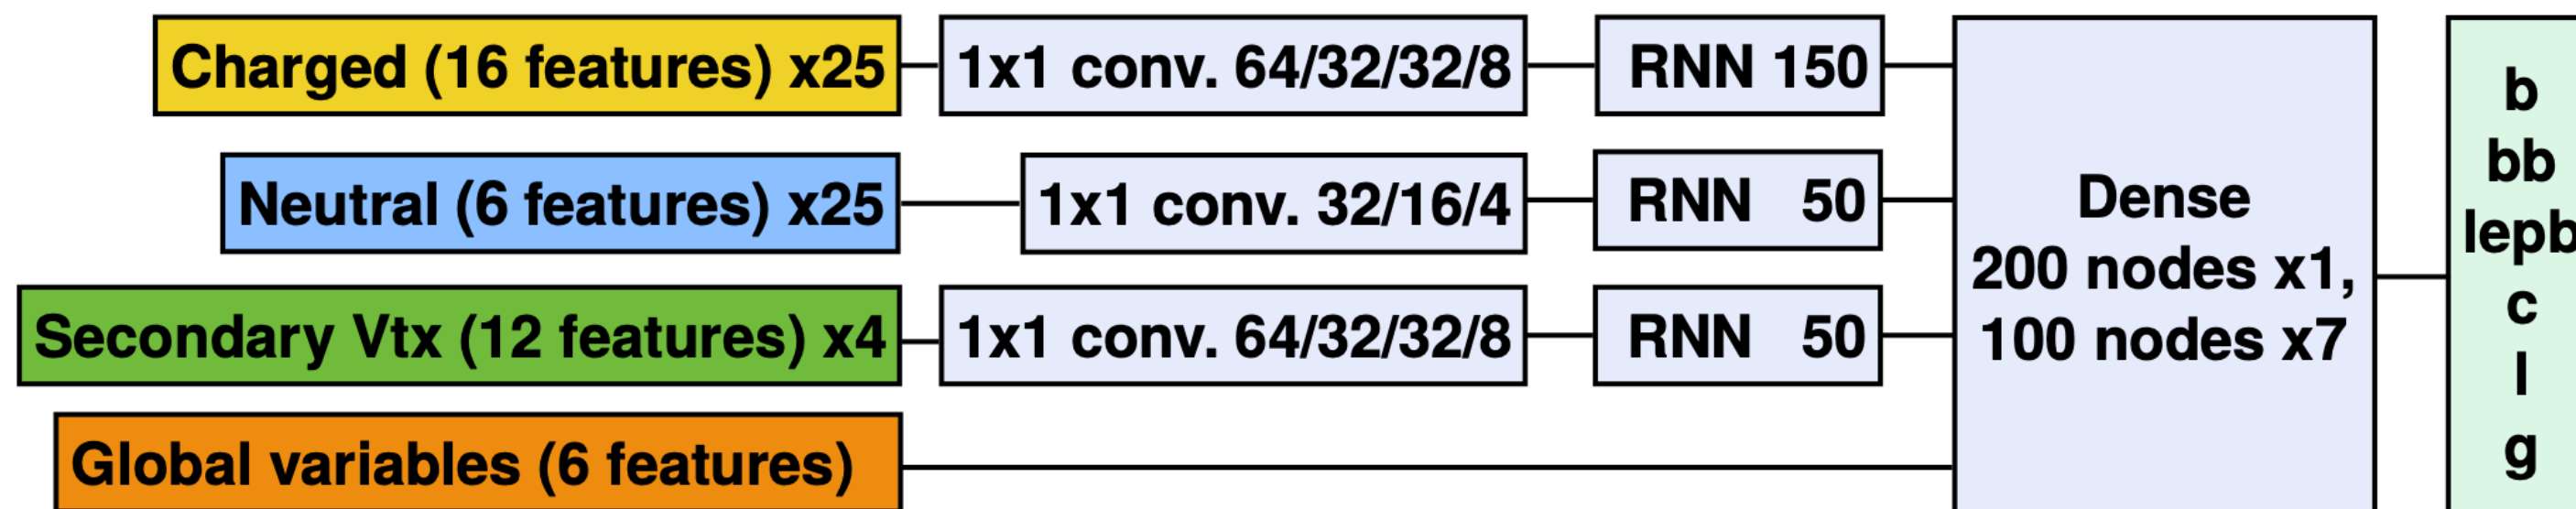 Charged (16 features) x25
1x1 conv. 64/32/32/8
RNN 150
Neutral (6 features) x25
1x1 conv. 32/16/4
RNN 50
Secondary Vtx (12 features) x4
1x1 conv. 64/32/32/8
RNN 50
Global variables (6 features)
Dense
200 nodes x1,
100 nodes x7
b
bb
lepb
c
l
g